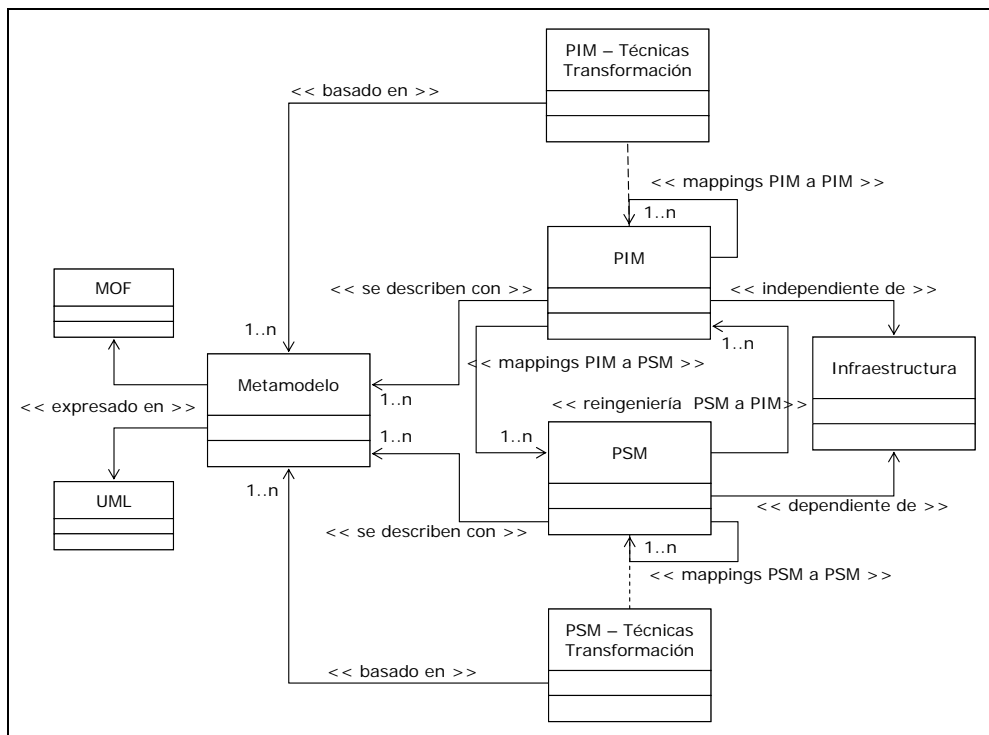 PIM – Técnicas
Transformación
<< basado en >>
<< mappings PIM a PIM >>
1..n
PIM
MOF
<< se describen con >>
<< independiente de >>
1..n
1..n
<< mappings PIM a PSM >>
Metamodelo
Infraestructura
1..n
<< reingeniería PSM a PIM>>
<< expresado en >>
1..n
1..n
PSM
1..n
UML
<< dependiente de >>
<< se describen con >>
1..n
<< mappings PSM a PSM >>
PSM – Técnicas
Transformación
<< basado en >>